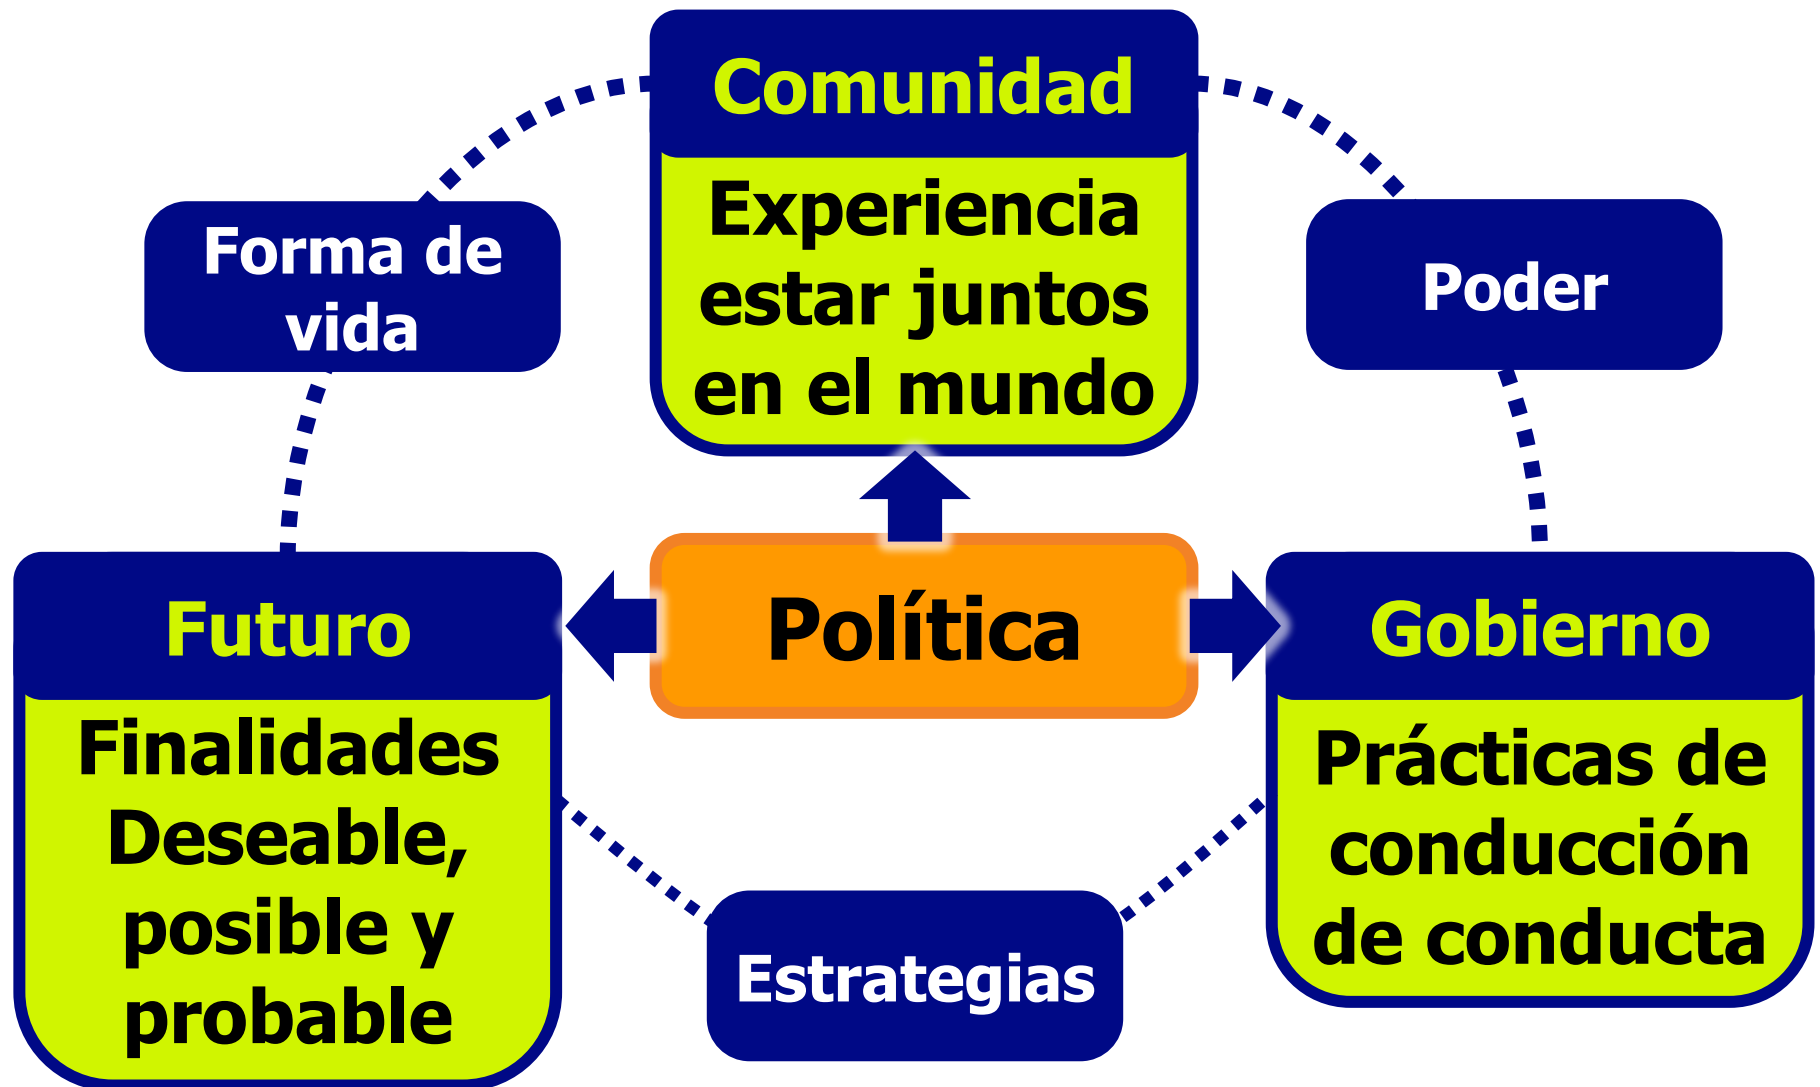 Comunidad
Experiencia
estar juntos
en el mundo
Forma de
vida
Poder
Política
Futuro
Finalidades
Deseable,
posible y
probable
Gobierno
Prácticas de
conducción
de conducta
Estrategias